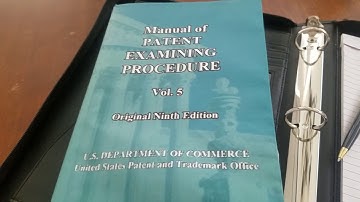 Manual of
PATENT
EXAMINING
PROCEDURE
Vol. 5
Original Ninth Edition
U.S. DEPARTMENT OF COMMERCE
United States Patent and Trademark Office